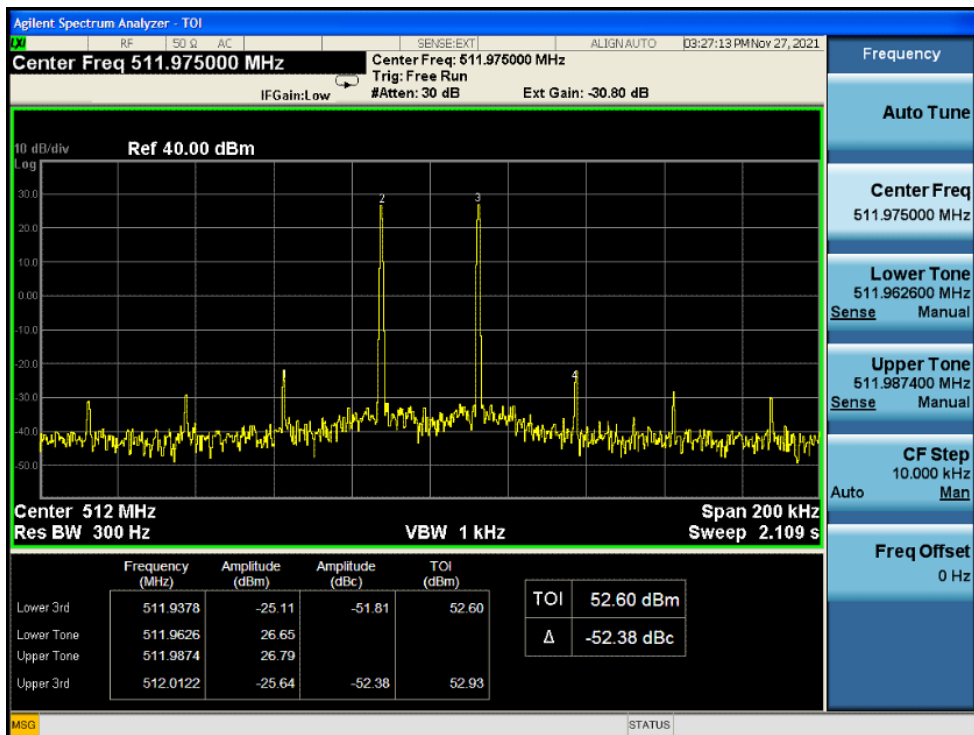 Agilent Spectrum Analyzer - TOI
LXI RF 50 Ω AC SENSE:EXT ALIGNAUTO 03:27:13 PM Nov 27, 2021
Center Freq 511.975000 MHz
Center Freq: 511.975000 MHz
Trig: Free Run
IFGain:Low #Atten: 30 dB Ext Gain: -30.80 dB
10 dB/div Ref 40.00 dBm
Log
30.0
20.0
10.0
0.00
-10.0
-20.0
-30.0
-40.0
-50.0
2
3
4
Center 512 MHz Span 200 kHz
Res BW 300 Hz VBW 1 kHz Sweep 2.109 s
Frequency Amplitude Amplitude TOI
(MHz) (dBm) (dBc) (dBm)
Lower 3rd 511.9378 -25.11 -51.81 52.60
Lower Tone 511.9626 26.65
Upper Tone 511.9874 26.79
Upper 3rd 512.0122 -25.64 -52.38 52.93
TOI 52.60 dBm
Δ -52.38 dBc
Frequency
Auto Tune
Center Freq
511.975000 MHz
Lower Tone
511.962600 MHz
Sense Manual
Upper Tone
511.987400 MHz
Sense Manual
CF Step
10.000 kHz
Auto Man
Freq Offset
0 Hz
MSG STATUS